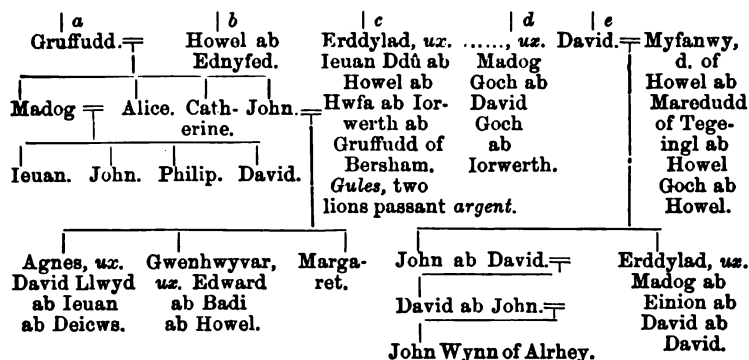 a b c d e
Gruffudd. Howel ab Erddylad, ux. ......, ux. David. Myfanwy,
Ednyfed. Ieuan Ddû ab Madog d. of
Howel ab Goch ab Howel ab
Madog Alice. Cath- John. Hwfa ab Ior- David Maredudd
erine. werth ab Goch of Tege-
Gruffudd of ab ingl ab
Ieuan. John. Philip. David. Bersham. Iorwerth. Howel
Gules, two Goch ab
lions passant argent. Howel.
Agnes, ux. Gwenhwyvar, Marga- John ab David. Erddylad, ux.
David Llwyd ux. Edward ret. Madog ab
ab Ieuan ab Badi David ab John. Einion ab
ab Deicws. ab Howel. David ab
John Wynn of Alrhey. David.